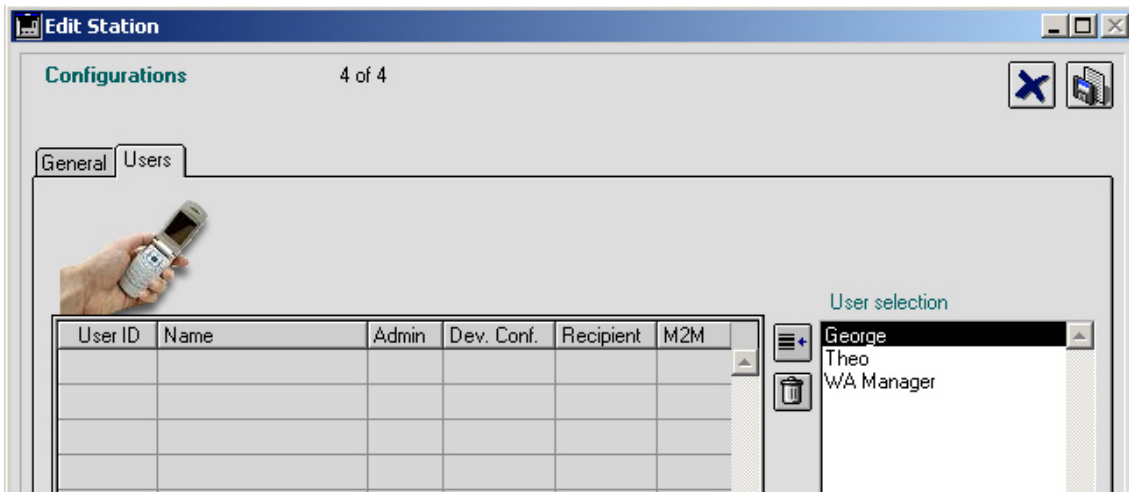 Edit Station
Configurations 4 of 4
General Users
User selection
User ID Name Admin Dev. Conf. Recipient M2M
George
Theo
WA Manager